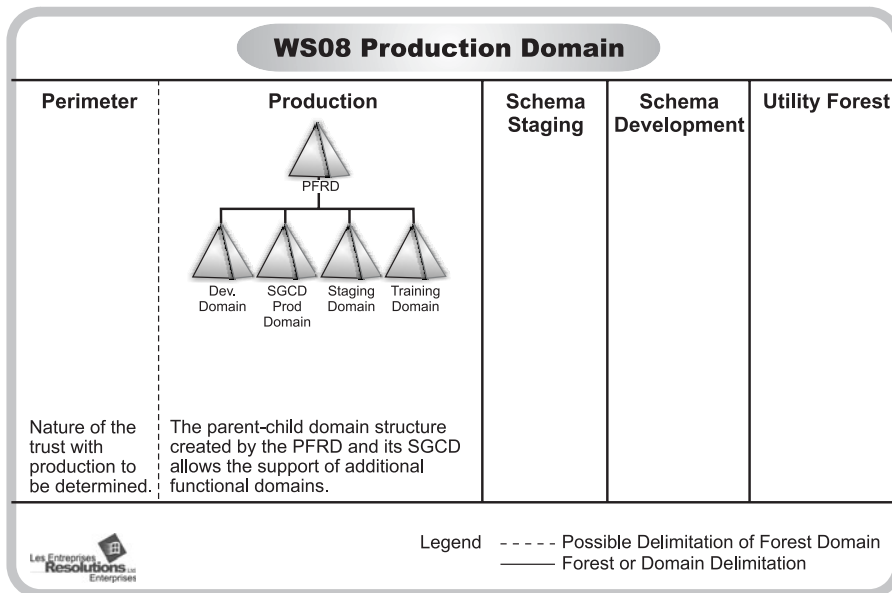 WS08 Production Domain
Perimeter
Production
Schema
Staging
Schema
Development
Utility Forest
PFRD
Dev.
Domain
SGCD
Prod
Domain
Staging
Domain
Training
Domain
Nature of the
trust with
production to
be determined.
The parent-child domain structure
created by the PFRD and its SGCD
allows the support of additional
functional domains.
Les Entreprises
Resolutions Ltd
Enterprises
Legend
Possible Delimitation of Forest Domain
Forest or Domain Delimitation